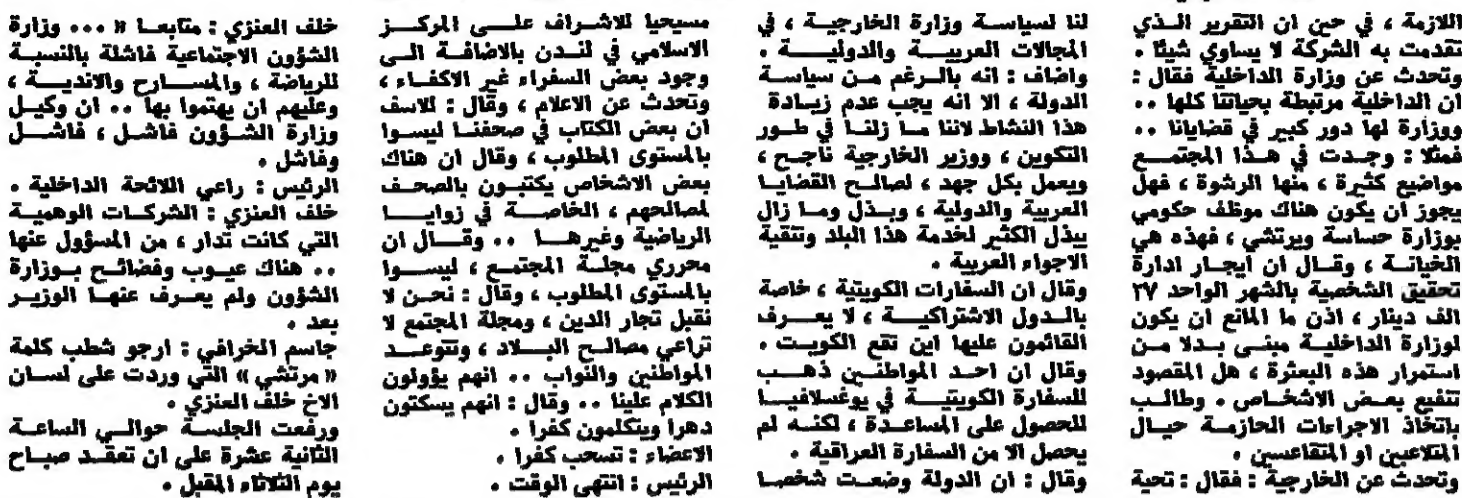 اللازمة ، في حين ان التقرير الذي
تقدمت به الشركة لا يساوي شيئا .
وتحدث عن وزارة الداخلية فقال :
ان الداخلية مرتبطة بحياتنا كلها ..
ووزارة لها دور كبير في قضايانا ..
فمثلا : وجدت في هذا المجتمع
مواضيع كثيرة ، منها الرشوة ، فهل
يجوز ان يكون هناك موظف حكومي
بوزارة حساسة ويرتشي ، فهذه هي
الخيانة ، وقال ان ايجار ادارة
تحقيق الشخصية بالشهر الواحد ٢٧
الف دينار ، اذن ما المانع ان يكون
لوزارة الداخلية مبنى بدلا من
استمرار هذه البعثرة ، هل المقصود
تنفيع بعض الاشخاص . وطالب
باتخاذ الاجراءات الحازمة حيال
المتلاعبين او المتقاعسين .
وتحدث عن الخارجية : فقال : تحية
لنا لسياسة وزارة الخارجية ، في
المجالات العربية والدولية .
واضاف : انه بالرغم من سياسة
الدولة ، الا انه يجب عدم زيادة
هذا النشاط لاننا ما زلنا في طور
التكوين ، ووزير الخارجية ناجح ،
ويعمل بكل جهد ، لصالح القضايا
العربية والدولية ، وبذل وما زال
يبذل الكثير لخدمة هذا البلد وتنقية
الاجواء العربية .
وقال ان السفارات الكويتية ، خاصة
بالدول الاشتراكية ، لا يعرف
القائمون عليها اين تقع الكويت .
وقال ان احد المواطنين ذهب
للسفارة الكويتية في يوغسلافيا
للحصول على المساعدة ، لكنه لم
يحصل الا من السفارة العراقية .
وقال : ان الدولة وضعت شخصا
مسيحيا للاشراف على المركز
الاسلامي في لندن بالاضافة الى
وجود بعض السفراء غير الاكفاء ،
وتحدث عن الاعلام ، وقال : للاسف
ان بعض الكتاب في صحفنا ليسوا
بالمستوى المطلوب ، وقال ان هناك
بعض الاشخاص يكتبون بالصحف
لمصالحهم ، الخاصة في زوايا
الرياضية وغيرها .. وقال ان
محرري مجلة المجتمع ، ليسوا
بالمستوى المطلوب ، وقال : نحن لا
نقبل تجار الدين ، ومجلة المجتمع لا
تراعي مصالح البلاد ، وتتوعد
المواطنين والنواب .. انهم يؤولون
الكلام علينا .. وقال : انهم يسكتون
دهرا ويتكلمون كفرا .
الاعضاء : تسحب كفرا .
الرئيس : انتهى الوقت .
خلف العنزي : متابعا « ... وزارة
الشؤون الاجتماعية فاشلة بالنسبة
للرياضة ، والمسارح والاندية ،
وعليهم ان يهتموا بها .. ان وكيل
وزارة الشؤون فاشل ، فاشل
وفاشل .
الرئيس : راعي اللائحة الداخلية .
خلف العنزي : الشركات الوهمية
التي كانت تدار ، من المسؤول عنها
.. هناك عيوب وفضائح بوزارة
الشؤون ولم يعرف عنها الوزير
بعد .
جاسم الخرافي : ارجو شطب كلمة
« مرتشي » التي وردت على لسان
الاخ خلف العنزي .
ورفعت الجلسة حوالي الساعة
الثانية عشرة على ان تعقد صباح
يوم الثلاثاء المقبل .